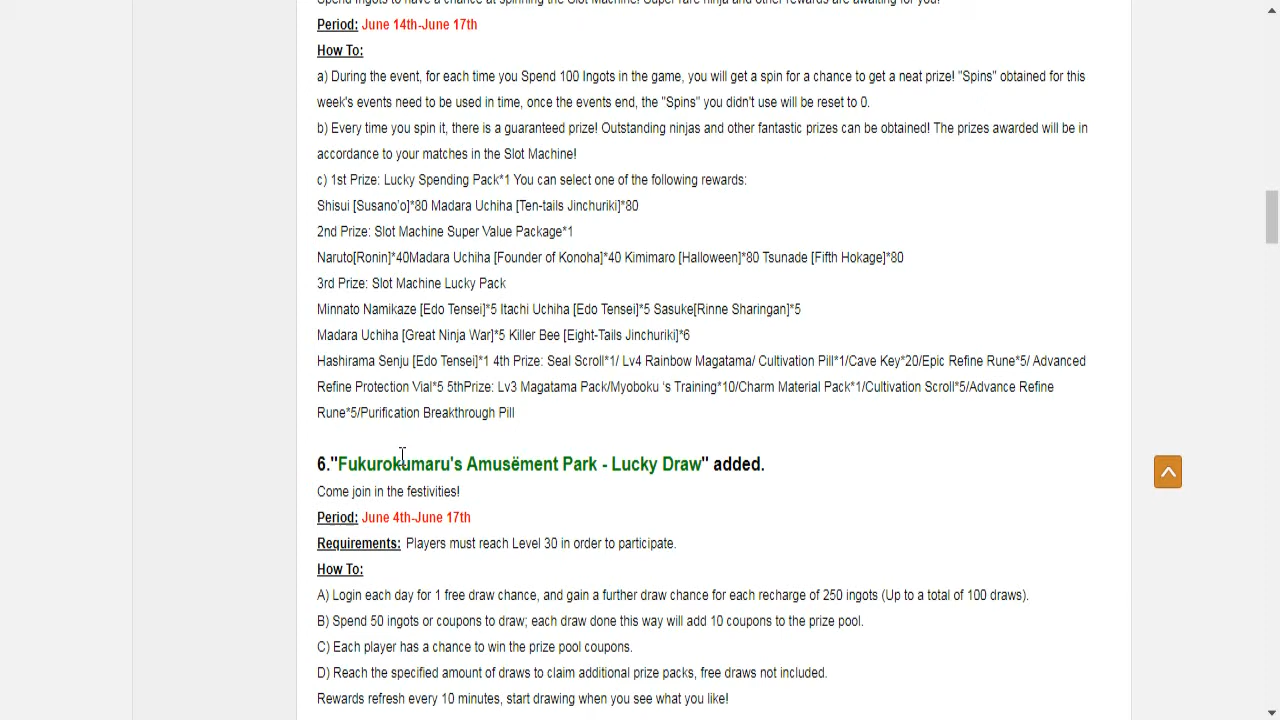 Spend Ingots to have a chance at spinning the Slot Machine! Super rare ninja and other rewards are awaiting for you!
Period: June 14th-June 17th
How To:
a) During the event, for each time you Spend 100 Ingots in the game, you will get a spin for a chance to get a neat prize! "Spins" obtained for this
week's events need to be used in time, once the events end, the "Spins" you didn't use will be reset to 0.
b) Every time you spin it, there is a guaranteed prize! Outstanding ninjas and other fantastic prizes can be obtained! The prizes awarded will be in
accordance to your matches in the Slot Machine!
c) 1st Prize: Lucky Spending Pack*1 You can select one of the following rewards:
Shisui [Susano’o]*80 Madara Uchiha [Ten-tails Jinchuriki]*80
2nd Prize: Slot Machine Super Value Package*1
Naruto[Ronin]*40Madara Uchiha [Founder of Konoha]*40 Kimimaro [Halloween]*80 Tsunade [Fifth Hokage]*80
3rd Prize: Slot Machine Lucky Pack
Minnato Namikaze [Edo Tensei]*5 Itachi Uchiha [Edo Tensei]*5 Sasuke[Rinne Sharingan]*5
Madara Uchiha [Great Ninja War]*5 Killer Bee [Eight-Tails Jinchuriki]*6
Hashirama Senju [Edo Tensei]*1 4th Prize: Seal Scroll*1/ Lv4 Rainbow Magatama/ Cultivation Pill*1/Cave Key*20/Epic Refine Rune*5/ Advanced
Refine Protection Vial*5 5thPrize: Lv3 Magatama Pack/Myoboku ‘s Training*10/Charm Material Pack*1/Cultivation Scroll*5/Advance Refine
Rune*5/Purification Breakthrough Pill
6."Fukurokumaru's Amusëment Park - Lucky Draw" added.
Come join in the festivities!
Period: June 4th-June 17th
Requirements: Players must reach Level 30 in order to participate.
How To:
A) Login each day for 1 free draw chance, and gain a further draw chance for each recharge of 250 ingots (Up to a total of 100 draws).
B) Spend 50 ingots or coupons to draw; each draw done this way will add 10 coupons to the prize pool.
C) Each player has a chance to win the prize pool coupons.
D) Reach the specified amount of draws to claim additional prize packs, free draws not included.
Rewards refresh every 10 minutes, start drawing when you see what you like!